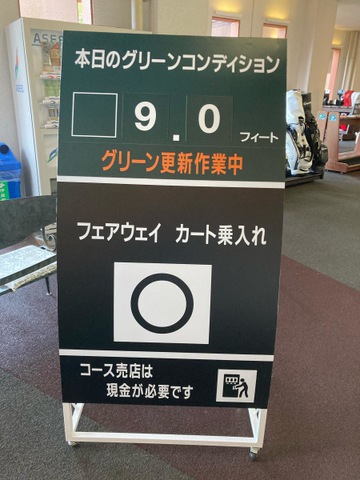 本日のグリーンコンディション
9.0 フィート
グリーン更新作業中
フェアウェイ カート乗入れ
○
コース売店は
現金が必要です